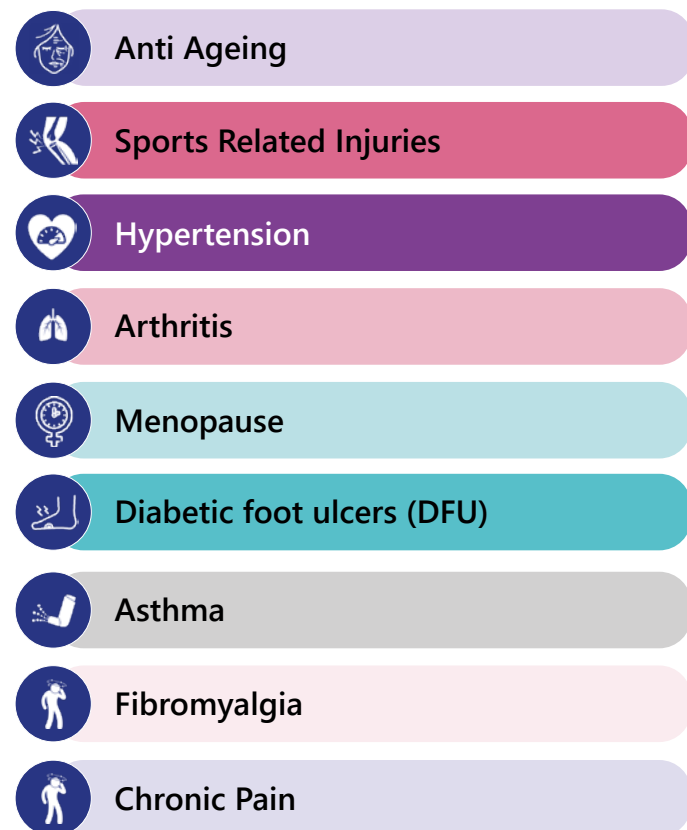 Anti Ageing
Sports Related Injuries
Hypertension
Arthritis
Menopause
Diabetic foot ulcers (DFU)
Asthma
Fibromyalgia
Chronic Pain